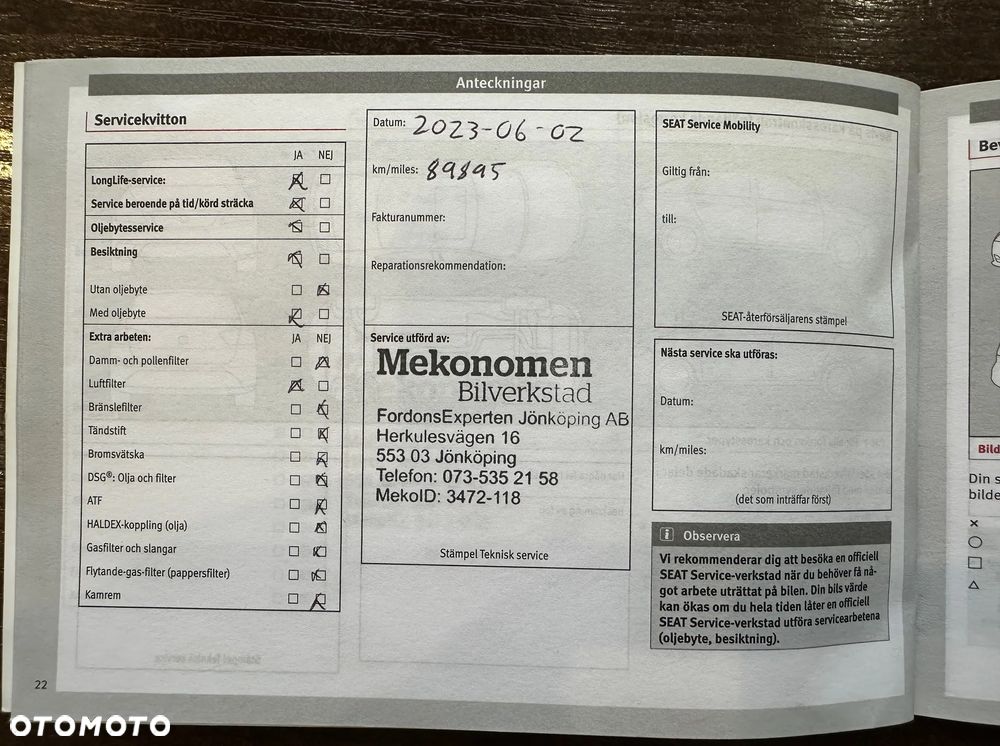 Anteckningar
Servicekvitton
JA NEJ
LongLife-service:
Service beroende på tid/körd sträcka
Oljebytesservice
Besiktning
Utan oljebyte
Med oljebyte
Extra arbeten: JA NEJ
Damm- och pollenfilter
Luftfilter
Bränslefilter
Tändstift
Bromsvätska
DSG®: Olja och filter
ATF
HALDEX-koppling (olja)
Gasfilter och slangar
Flytande-gas-filter (pappersfilter)
Kamrem
Datum: 2023-06-02
km/miles: 89895
Fakturanummer:
Reparationsrekommendation:
Service utförd av:
Mekonomen
Bilverkstad
FordonsExperten Jönköping AB
Herkulesvägen 16
553 03 Jönköping
Telefon: 073-535 21 58
MekoID: 3472-118
Stämpel Teknisk service
SEAT Service Mobility
Giltig från:
till:
SEAT-återförsäljarens stämpel
Nästa service ska utföras:
Datum:
km/miles:
(det som inträffar först)
i Observera
Vi rekommenderar dig att besöka en officiell
SEAT Service-verkstad när du behöver få nå-
got arbete uträttat på bilen. Din bils värde
kan ökas om du hela tiden låter en officiell
SEAT Service-verkstad utföra servicearbetena
(oljebyte, besiktning).
22
Bev
Bild
Din s
bilde
OTOMOTO